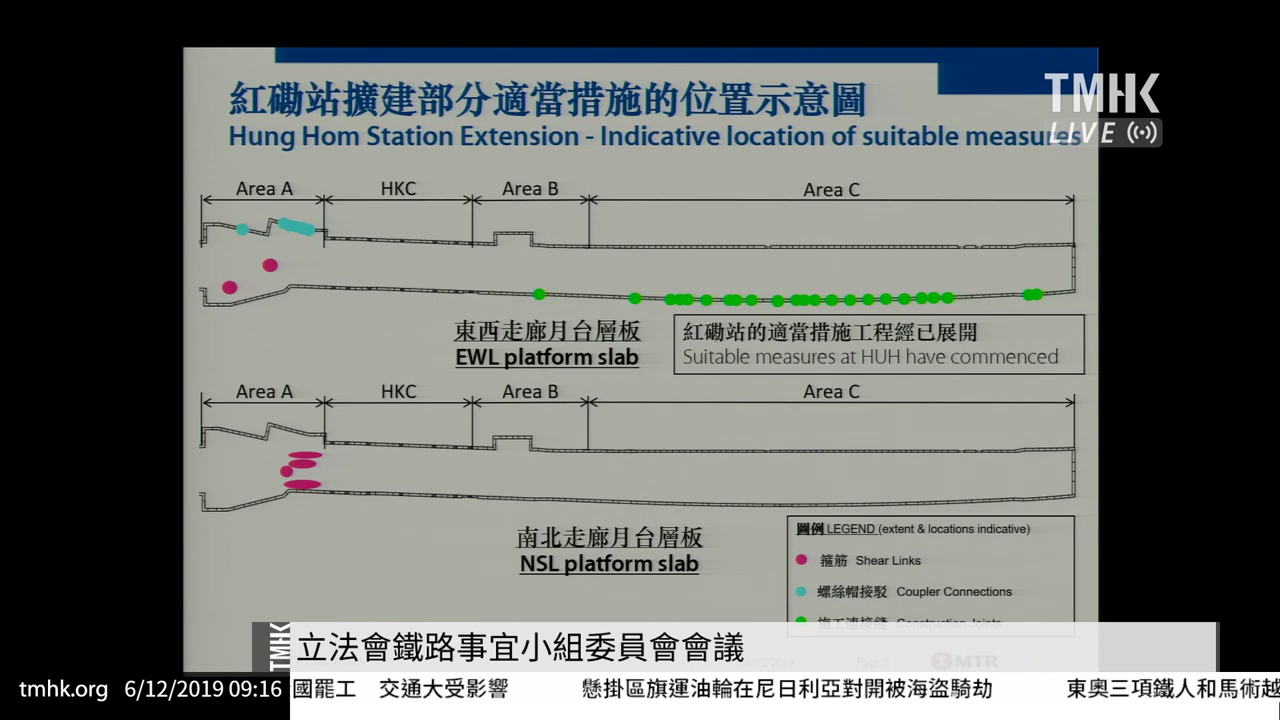 紅磡站擴建部分適當措施的位置示意圖
Hung Hom Station Extension - Indicative location of suitable measures
TMHK
LIVE
Area A HKC Area B Area C
東西走廊月台層板
EWL platform slab
紅磡站的適當措施工程經已展開
Suitable measures at HUH have commenced
Area A HKC Area B Area C
南北走廊月台層板
NSL platform slab
圖例 LEGEND (extent & locations indicative)
箍筋 Shear Links
螺絲帽接駁 Coupler Connections
施工連接縫 Construction Joints
MTR
TMHK
立法會鐵路事宜小組委員會會議
tmhk.org 6/12/2019 09:16 國罷工 交通大受影響 懸掛區旗運油輪在尼日利亞對開被海盜騎劫 東奧三項鐵人和馬術越